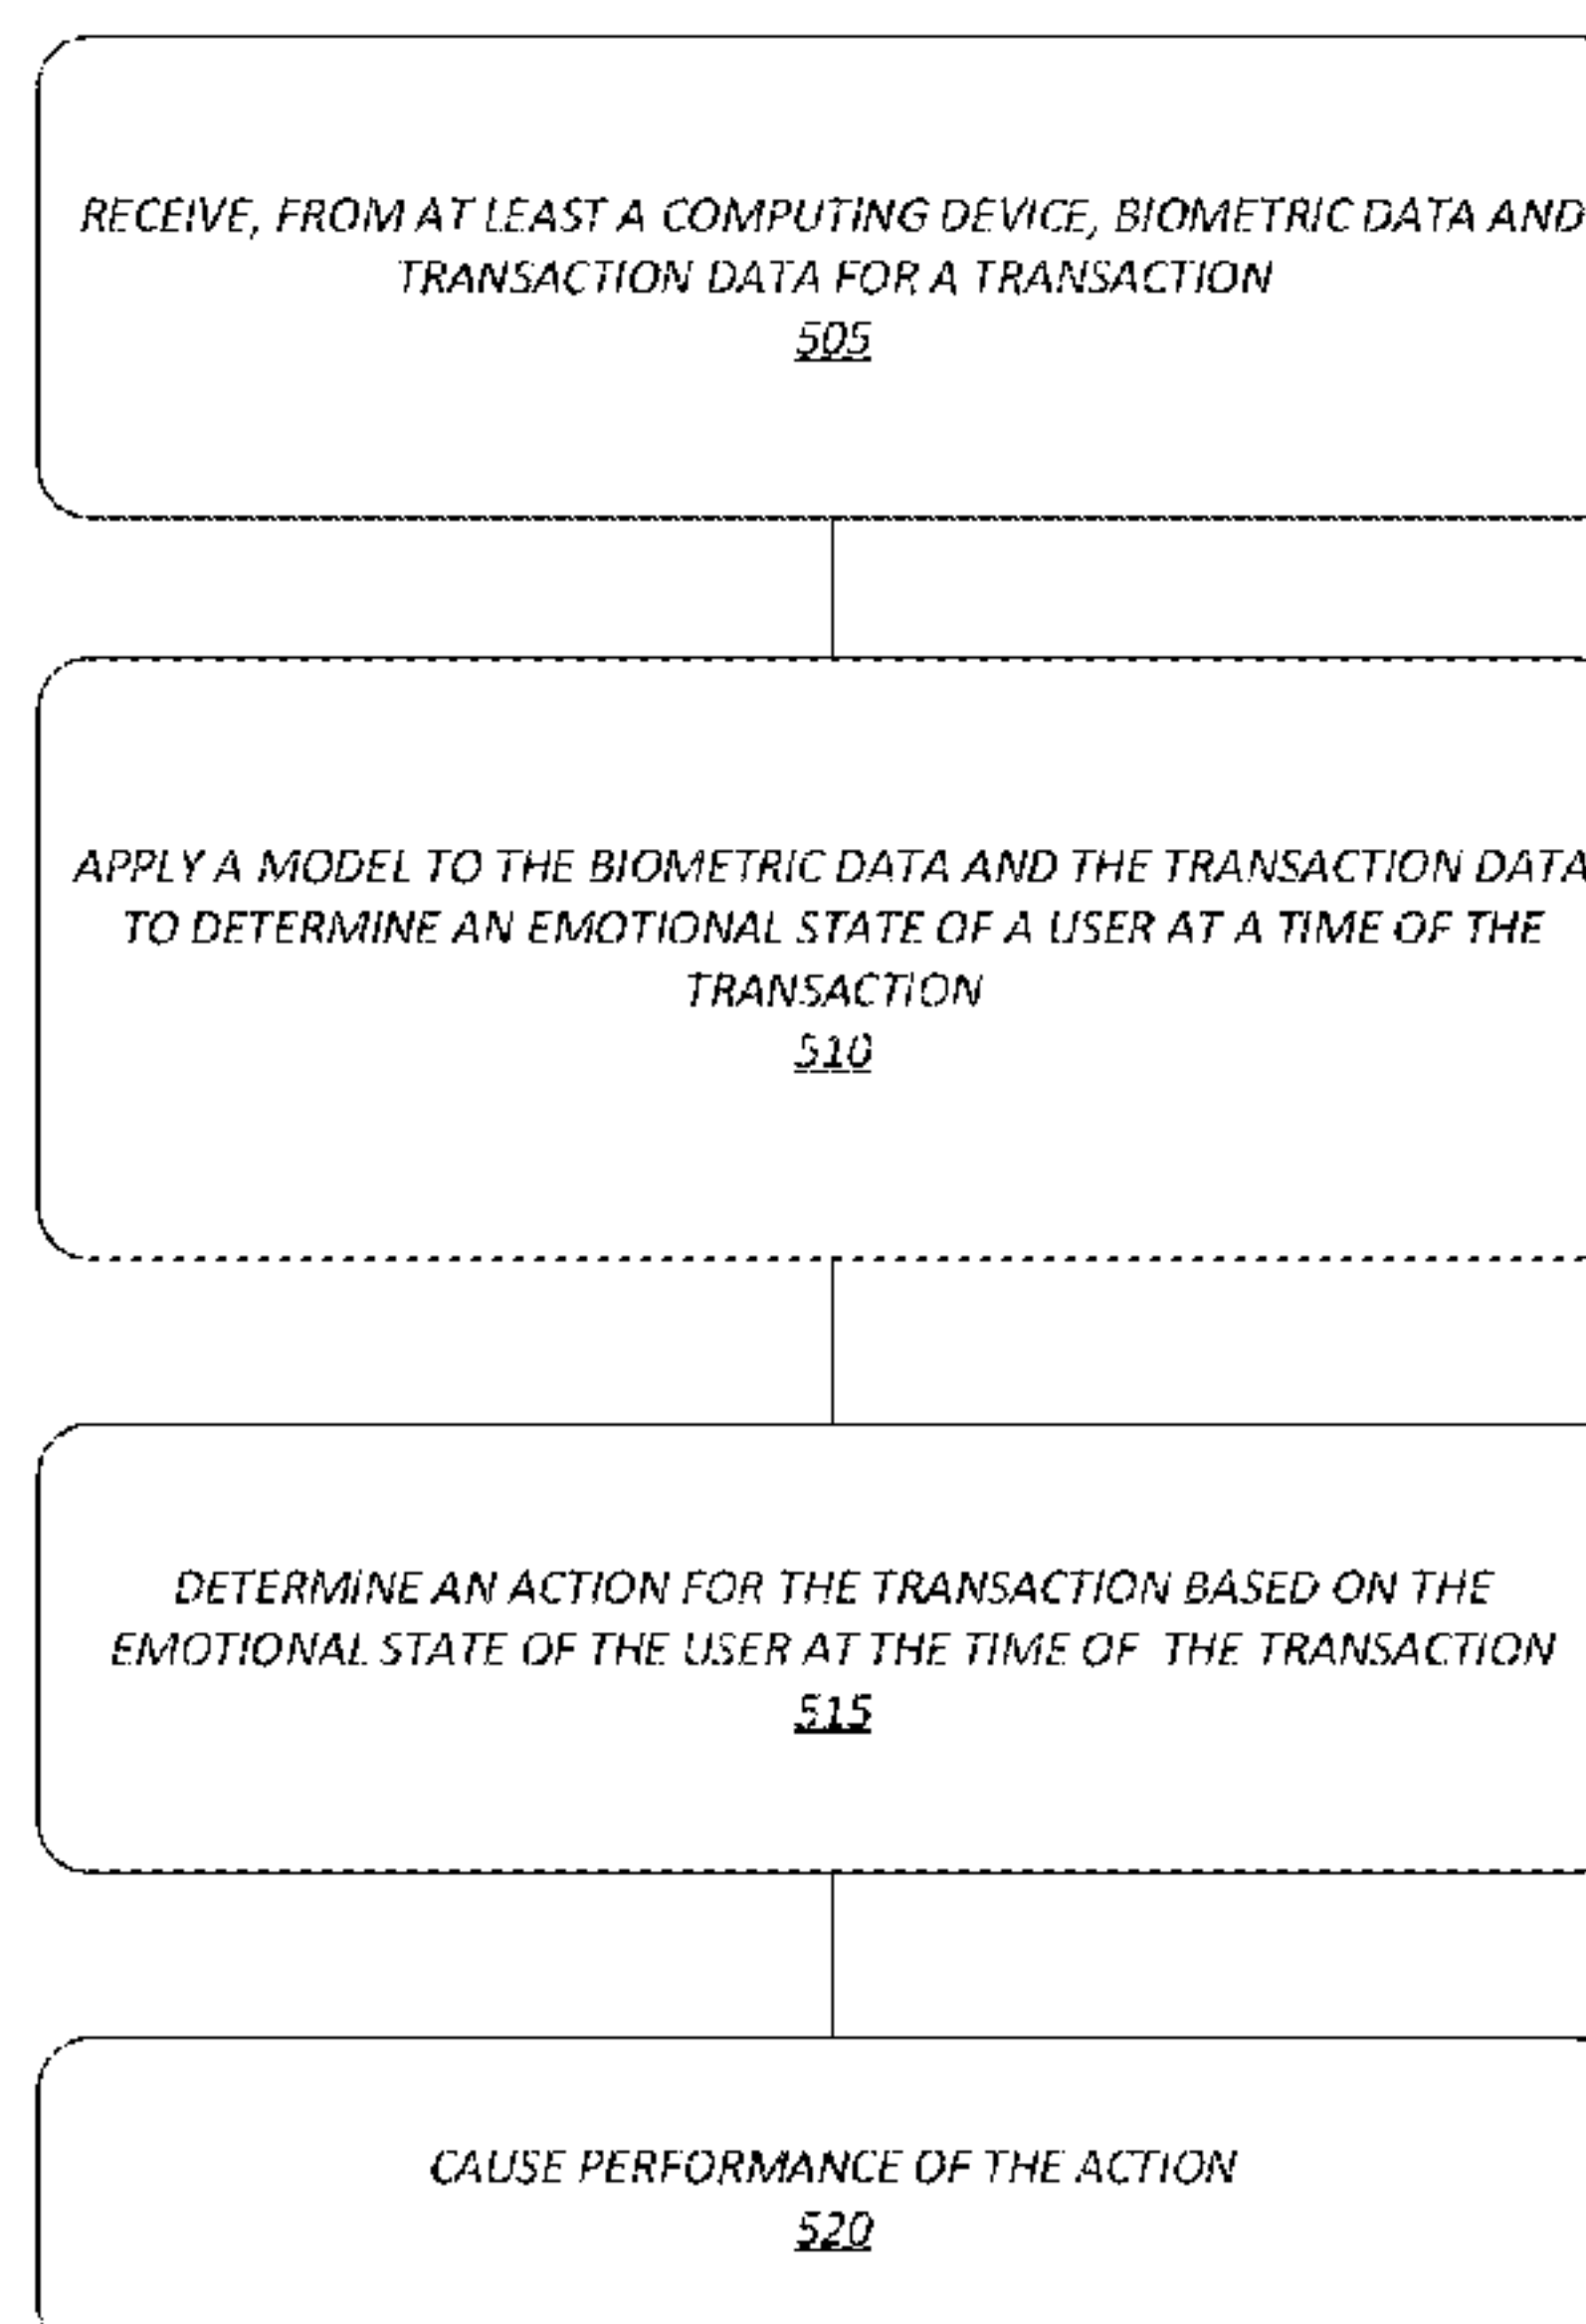 RECEIVE, FROM AT LEAST A COMPUTING DEVICE, BIOMETRIC DATA AND
TRANSACTION DATA FOR A TRANSACTION
505
APPLY A MODEL TO THE BIOMETRIC DATA AND THE TRANSACTION DATA
TO DETERMINE AN EMOTIONAL STATE OF A USER AT A TIME OF THE
TRANSACTION
510
DETERMINE AN ACTION FOR THE TRANSACTION BASED ON THE
EMOTIONAL STATE OF THE USER AT THE TIME OF THE TRANSACTION
515
CAUSE PERFORMANCE OF THE ACTION
520